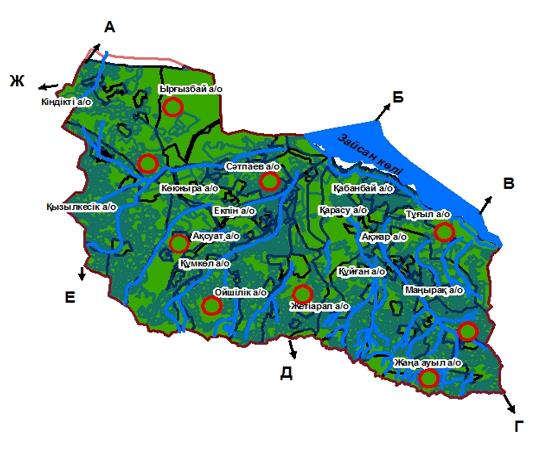 А
Ж
Ырғызбай а/о
Кіндікті а/о
Б
Зайсан көлі
Сәтпаев а/о
Көкжыра а/о
Қабанбай а/о
В
Қызылкесік а/о
Екпін а/о
Қарасу а/о
Тұғыл а/о
Ақсуат а/о
Ақжар а/о
Құмкөл а/о
Құйған а/о
Е
Ойшілік а/о
Маңырақ а/о
Жетіарал а/о
Жаңа ауыл а/о
Д
Г